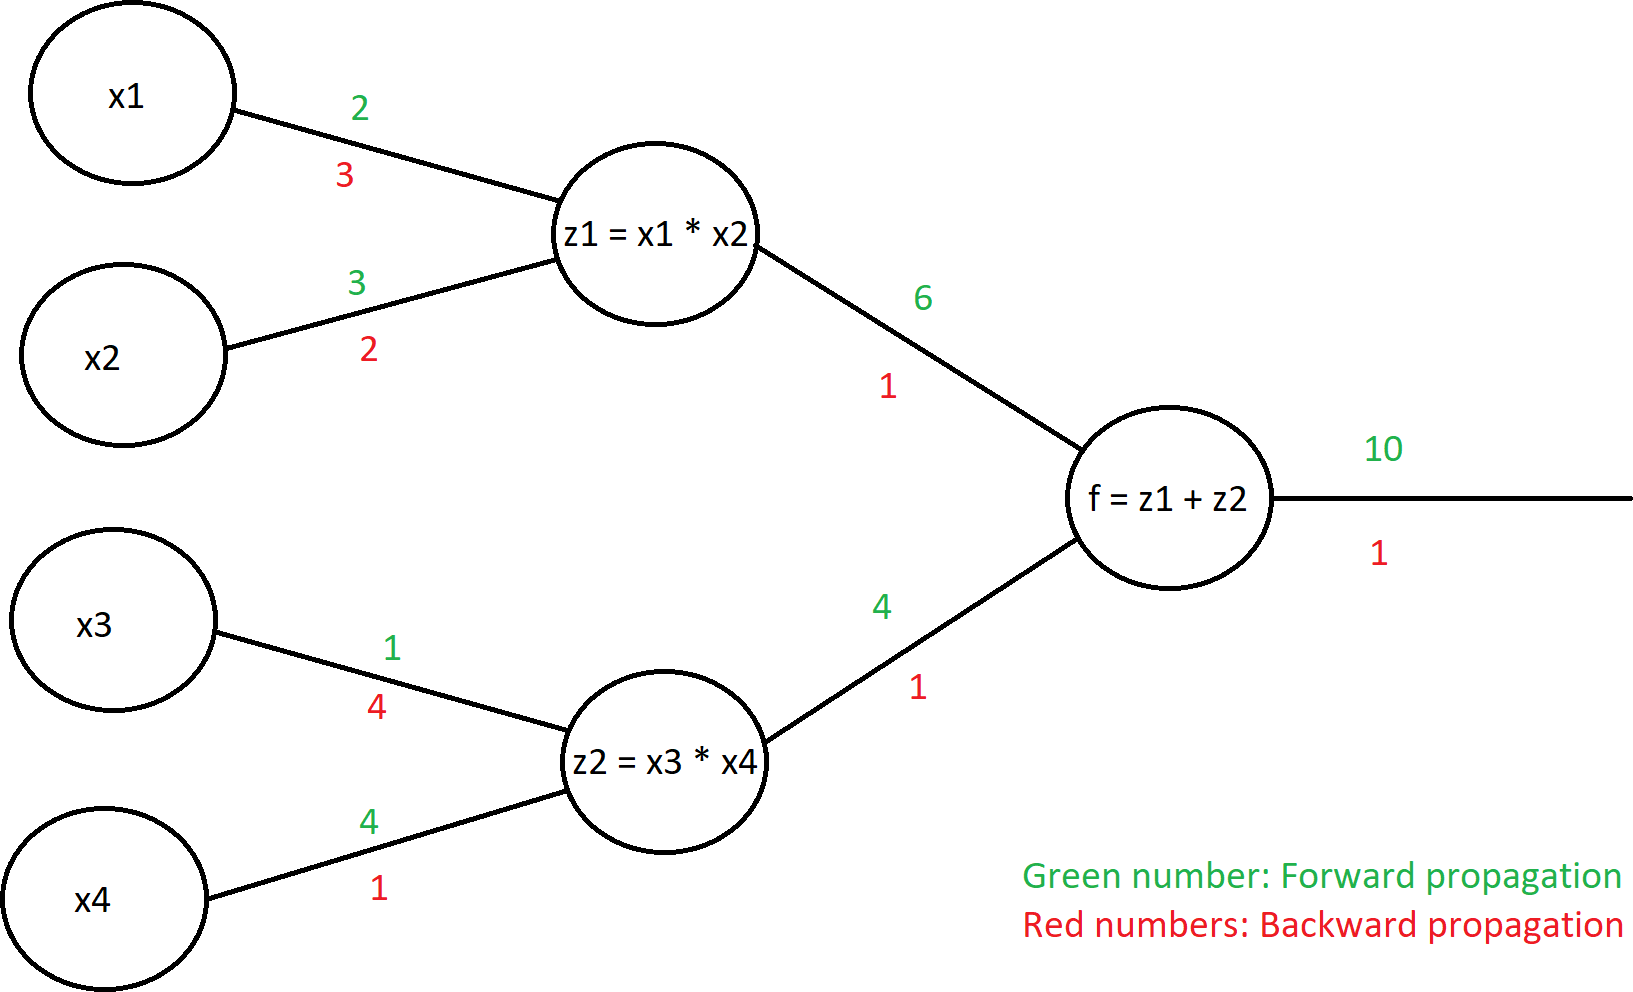 x1
2
3
z1 = x1 * x2
x2
3
2
6
1
f = z1 + z2
10
1
x3
1
4
z2 = x3 * x4
4
1
x4
4
1
Green number: Forward propagation
Red numbers: Backward propagation